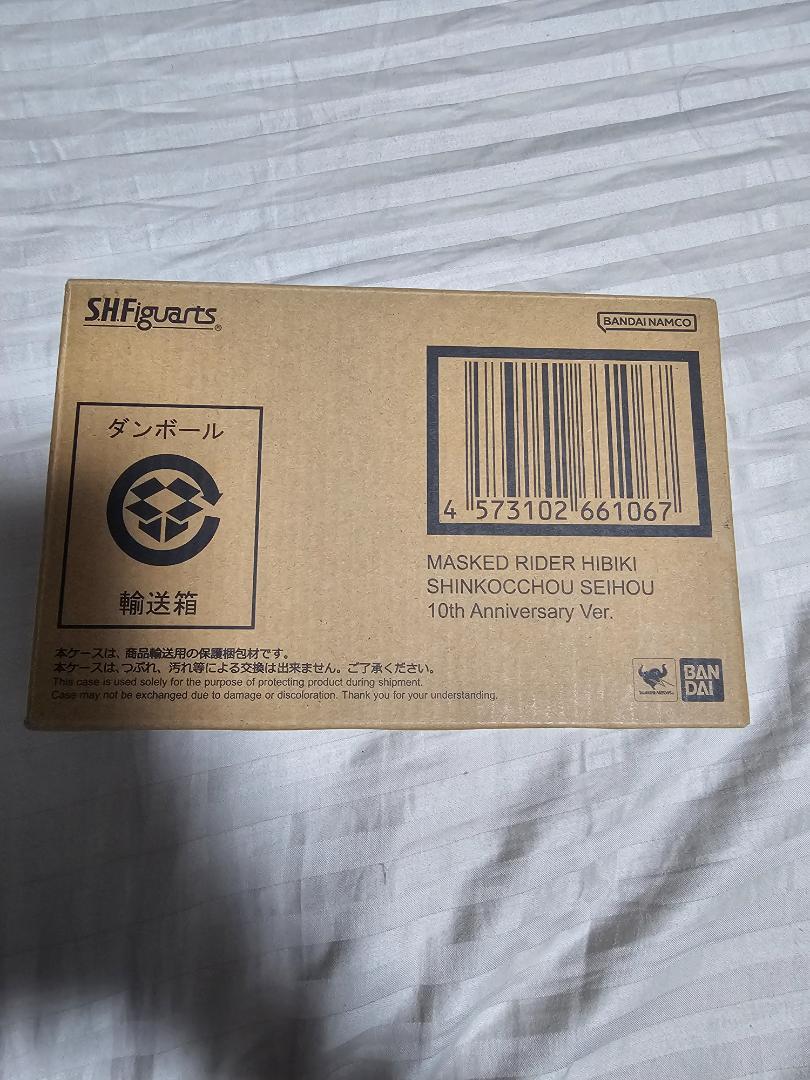 S.H.Figuarts®
BANDAI NAMCO
ダンボール
輸送箱
4 573102 661067
MASKED RIDER HIBIKI
SHINKOCCHOU SEIHOU
10th Anniversary Ver.
本ケースは、商品輸送用の保護梱包材です。
本ケースは、つぶれ、汚れ等による交換は出来ません。ご了承ください。
This case is used solely for the purpose of protecting product during shipment.
Case may not be exchanged due to damage or discoloration. Thank you for your understanding.
BAN
DAI